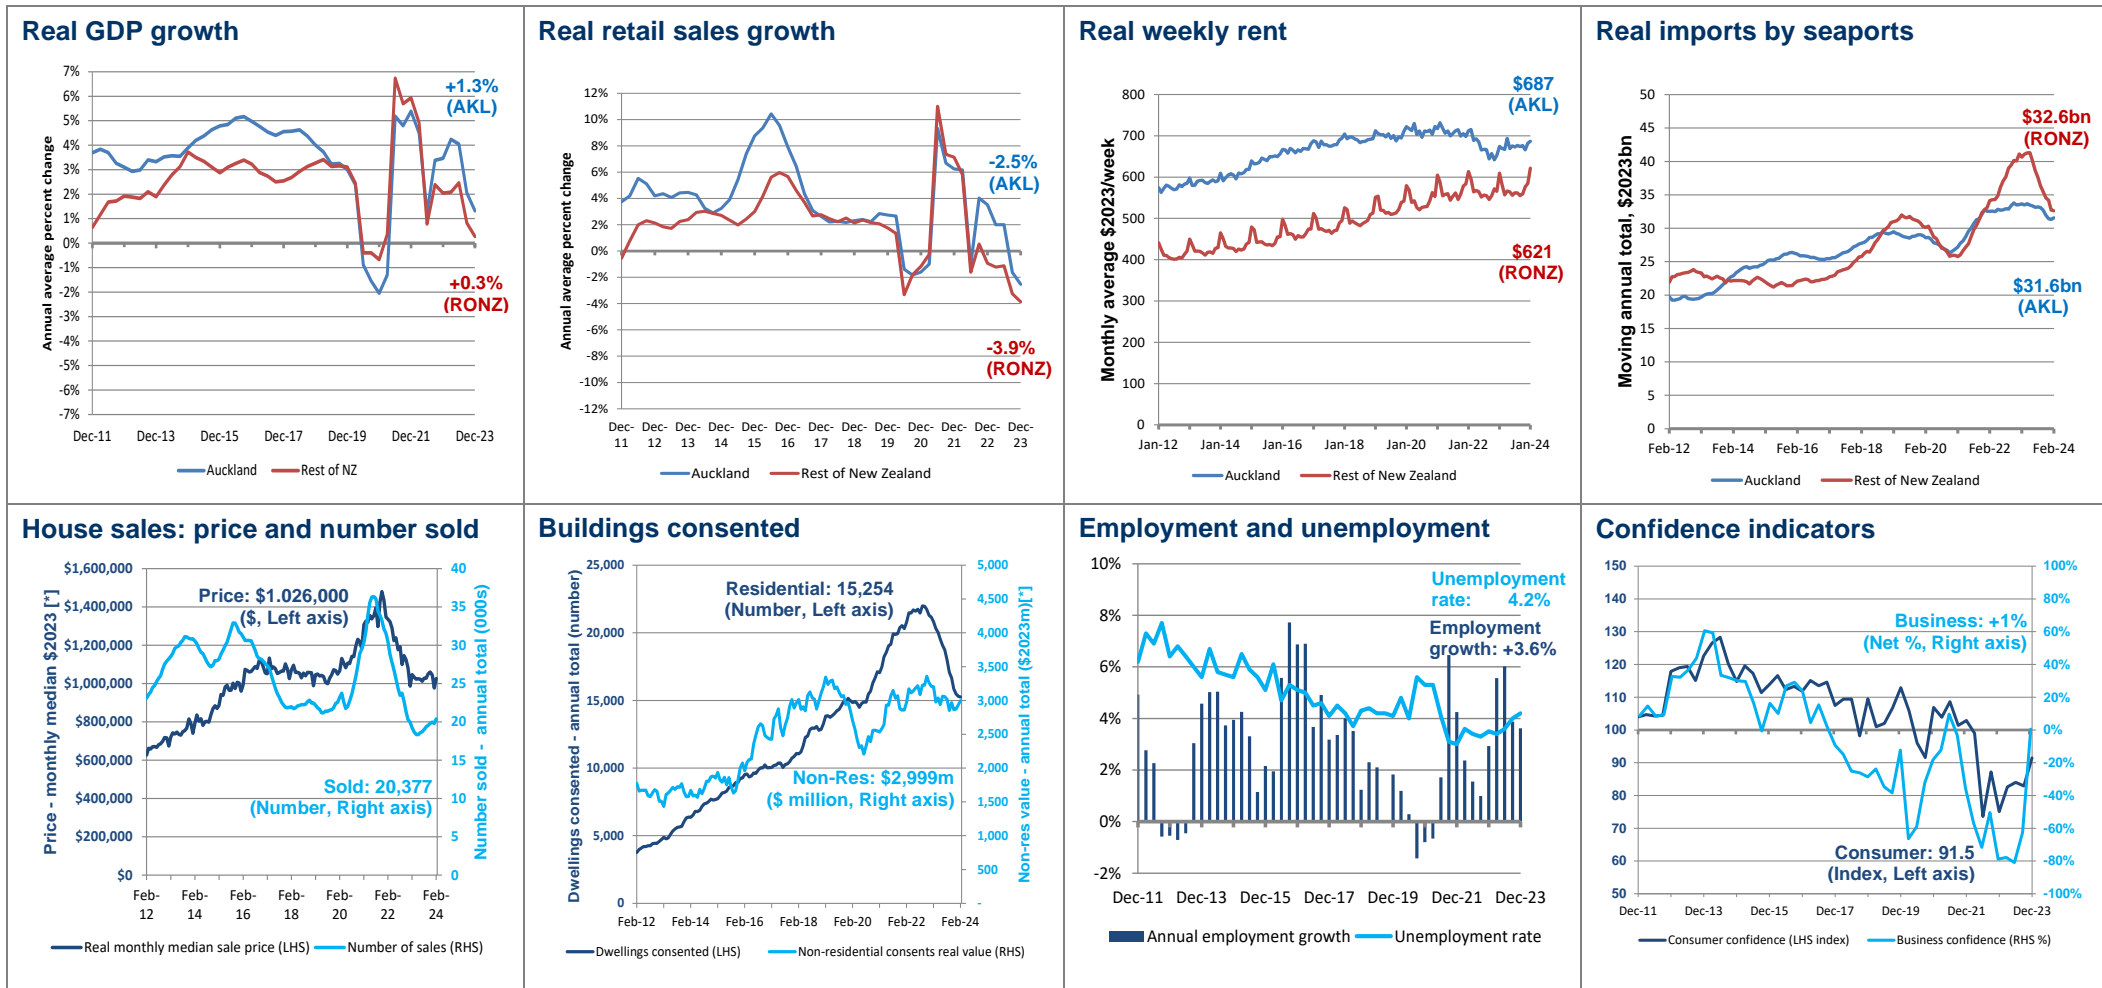 Real GDP growth
Annual average percent change
7%
6%
5%
4%
3%
2%
1%
0%
-1%
-2%
-3%
-4%
-5%
-6%
-7%
+1.3%
(AKL)
+0.3%
(RONZ)
Dec-11 Dec-13 Dec-15 Dec-17 Dec-19 Dec-21 Dec-23
Auckland Rest of NZ
Real retail sales growth
Annual average percent change
12%
10%
8%
6%
4%
2%
0%
-2%
-4%
-6%
-8%
-10%
-12%
-2.5%
(AKL)
-3.9%
(RONZ)
Dec- Dec- Dec- Dec- Dec- Dec- Dec- Dec- Dec- Dec- Dec- Dec- Dec-
11 12 13 14 15 16 17 18 19 20 21 22 23
Auckland Rest of New Zealand
Real weekly rent
Monthly average $2023/week
800
700
600
500
400
300
200
100
0
$687
(AKL)
$621
(RONZ)
Jan-12 Jan-14 Jan-16 Jan-18 Jan-20 Jan-22 Jan-24
Auckland Rest of New Zealand
Real imports by seaports
Moving annual total, $2023bn
50
45
40
35
30
25
20
15
10
5
0
$32.6bn
(RONZ)
$31.6bn
(AKL)
Feb-12 Feb-14 Feb-16 Feb-18 Feb-20 Feb-22 Feb-24
Auckland Rest of New Zealand
House sales: price and number sold
Price - monthly median $2023 [*]
$1,600,000
$1,400,000
$1,200,000
$1,000,000
$800,000
$600,000
$400,000
$200,000
$0
Price: $1.026,000
($, Left axis)
Sold: 20,377
(Number, Right axis)
40
35
30
25
20
15
10
5
0
Number sold - annual total (000s)
Feb- Feb- Feb- Feb- Feb- Feb- Feb-
12 14 16 18 20 22 24
Real monthly median sale price (LHS) Number of sales (RHS)
Buildings consented
Dwellings consented - annual total (number)
25,000
20,000
15,000
10,000
5,000
0
Residential: 15,254
(Number, Left axis)
Non-Res: $2,999m
($ million, Right axis)
5,000
4,500
4,000
3,500
3,000
2,500
2,000
1,500
1,000
500
-
Non-res value - annual total ($2023m)[*]
Feb-12 Feb-14 Feb-16 Feb-18 Feb-20 Feb-22 Feb-24
Dwellings consented (LHS) Non-residential consents real value (RHS)
Employment and unemployment
10%
8%
6%
4%
2%
0%
-2%
Unemployment
rate: 4.2%
Employment
growth: +3.6%
Dec-11 Dec-13 Dec-15 Dec-17 Dec-19 Dec-21 Dec-23
Annual employment growth Unemployment rate
Confidence indicators
150
140
130
120
110
100
90
80
70
60
50
Business: +1%
(Net %, Right axis)
Consumer: 91.5
(Index, Left axis)
100%
80%
60%
40%
20%
0%
-20%
-40%
-60%
-80%
-100%
Dec-11 Dec-13 Dec-15 Dec-17 Dec-19 Dec-21 Dec-23
Consumer confidence (LHS index) Business confidence (RHS %)